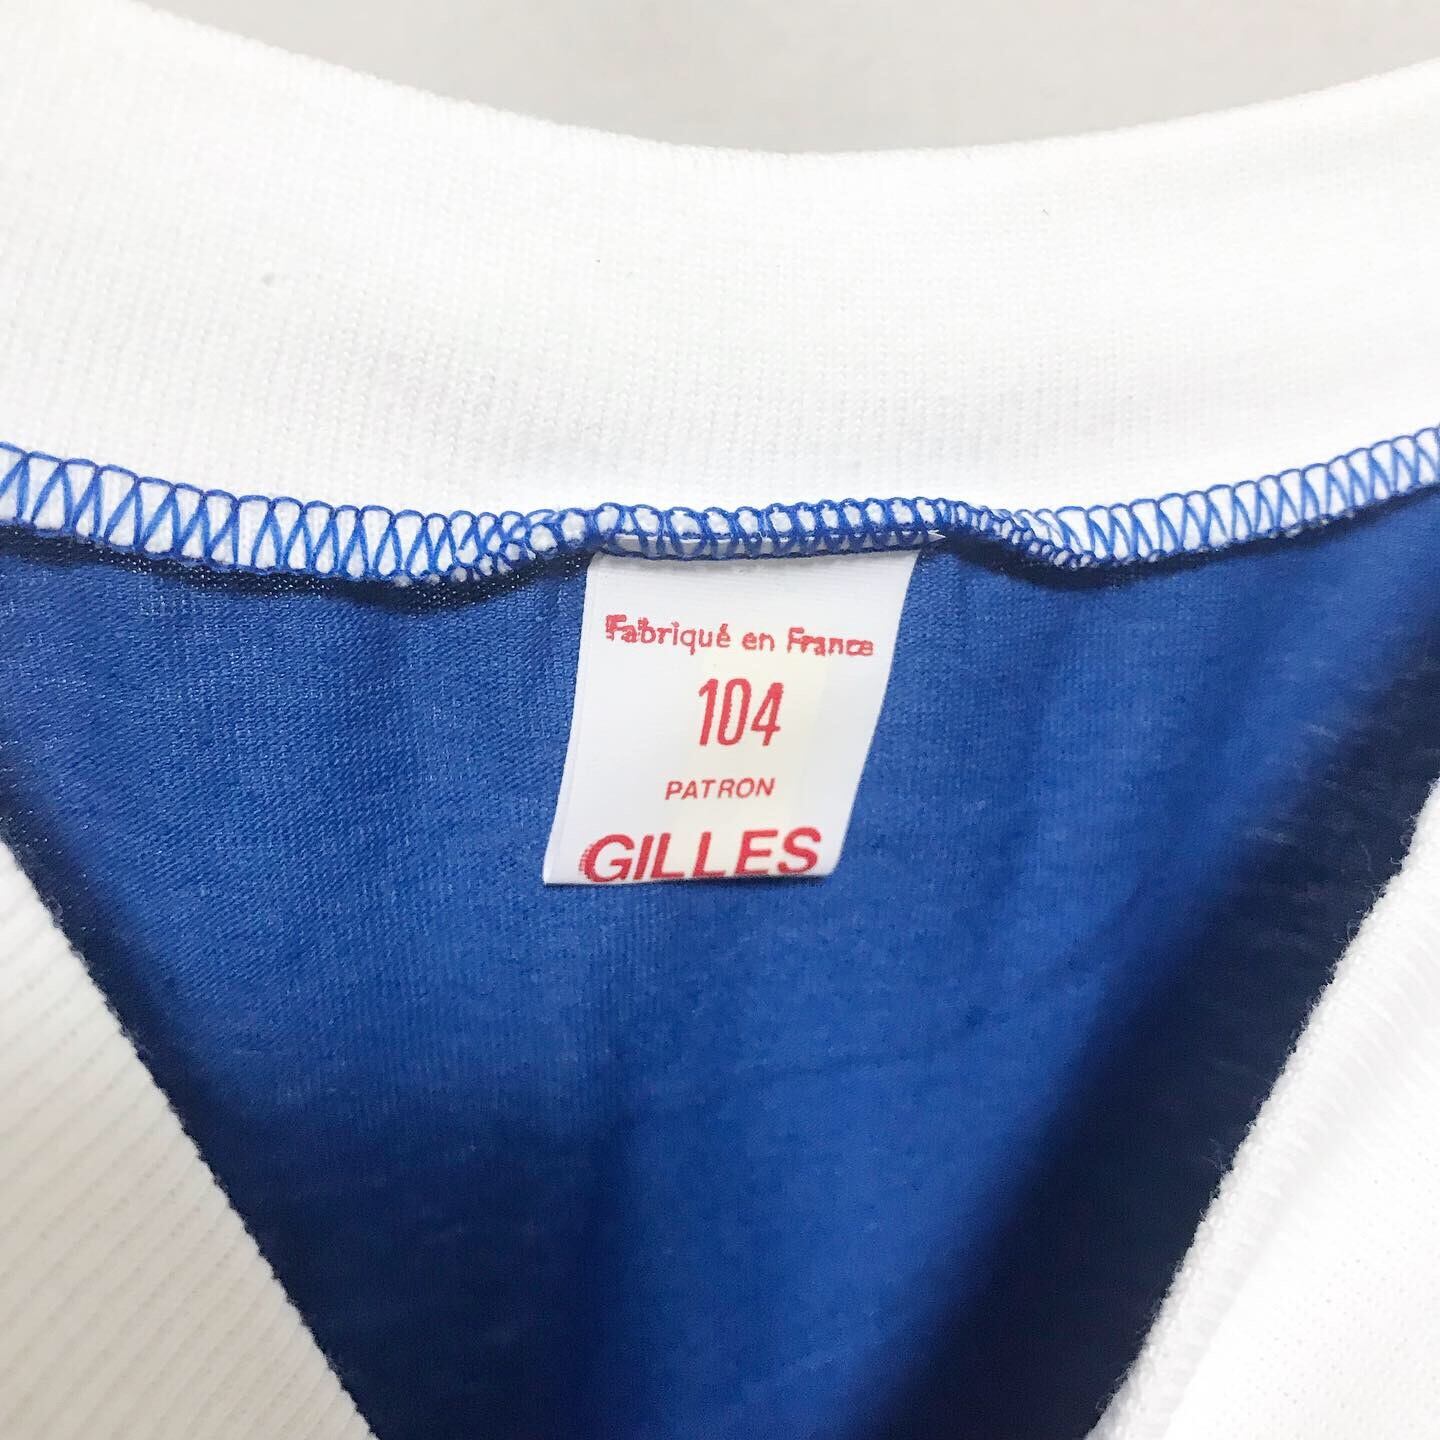 Fabriqué en France
104
PATRON
GILLES